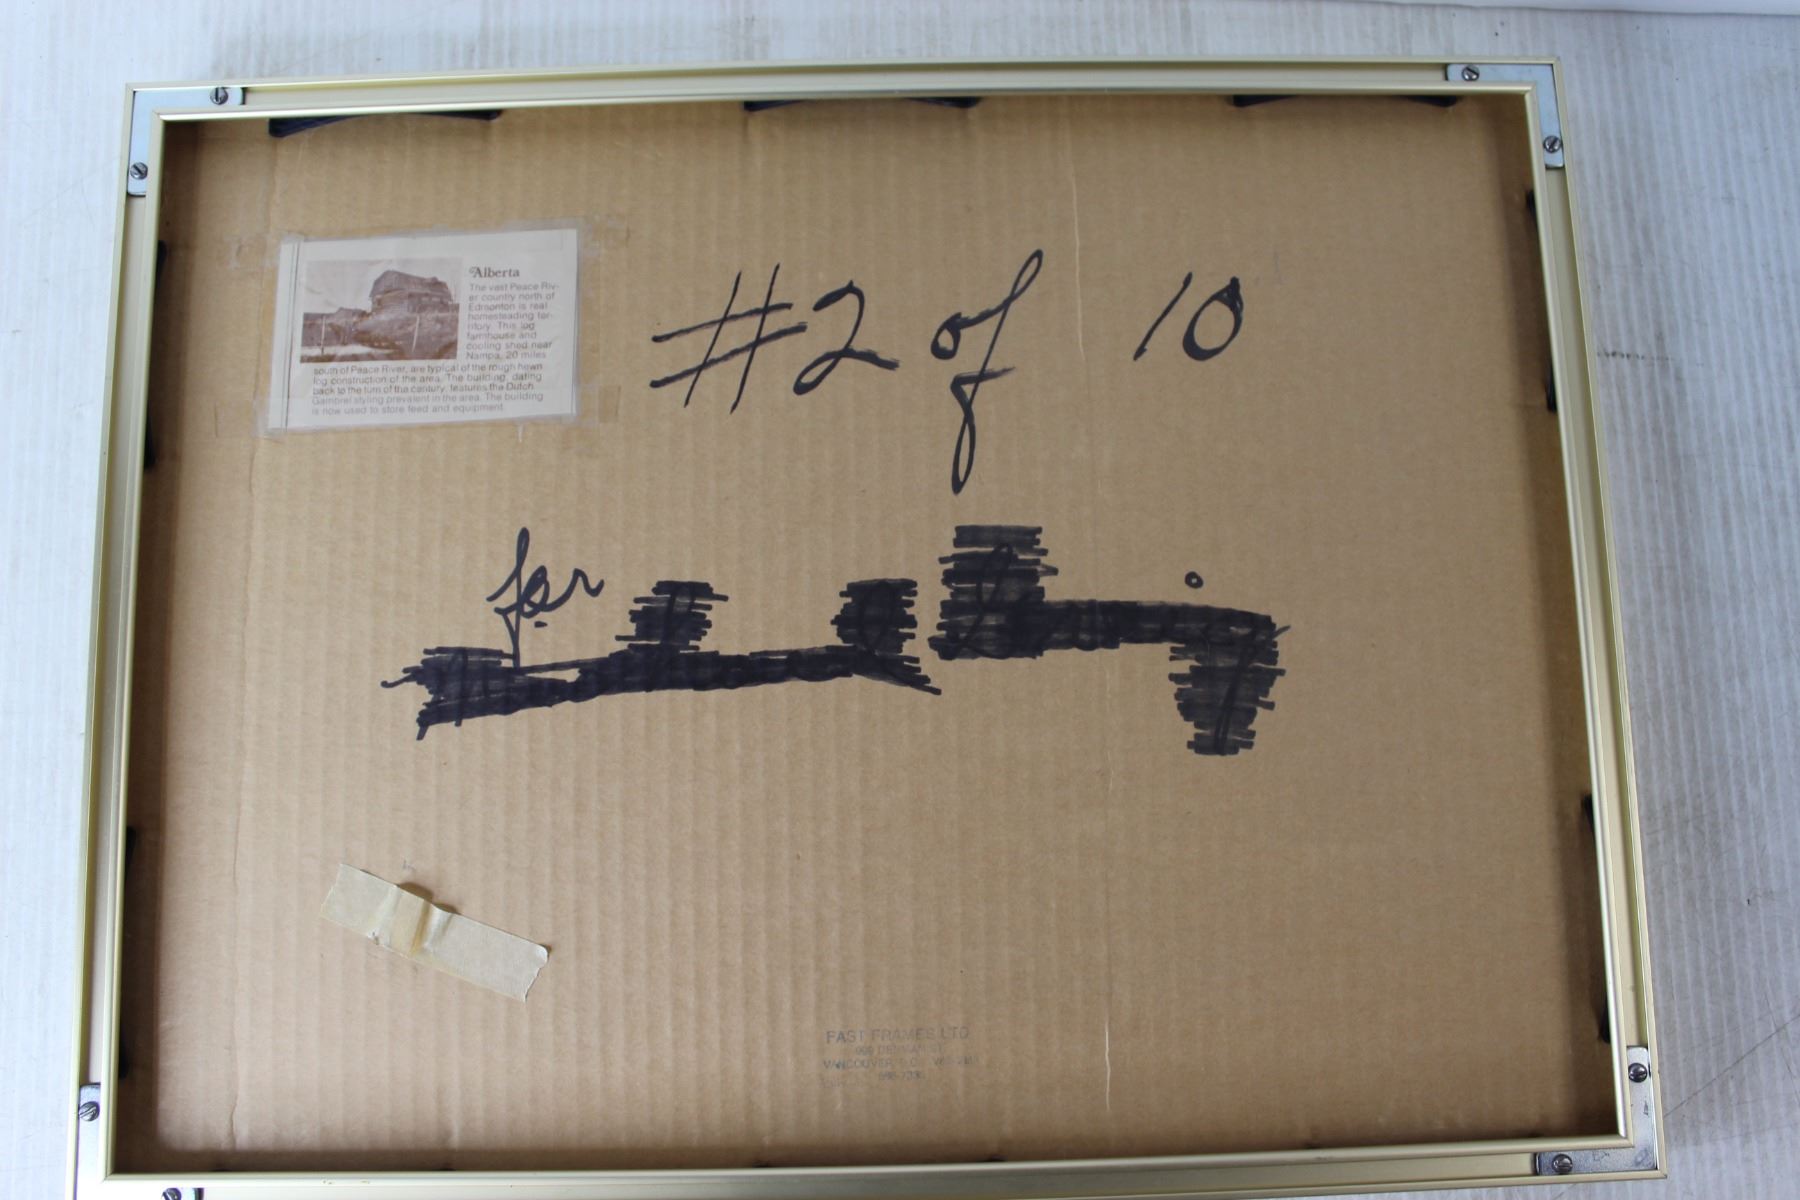 Alberta
The vast Peace Riv-
er country north of
Edmonton is real
homesteading ter-
ritory. This log
farmhouse and
cooling shed near
Nampa, 20 miles
south of Peace River, are typical of the rough hewn
log construction of the area. The building, dating
back to the turn of the century, features the Dutch
Gambrel styling prevalent in the area. The building
is now used to store feed and equipment.
#2 of 10
for
FAST FRAMES LTD.
DENMAN ST.
VANCOUVER, B.C.